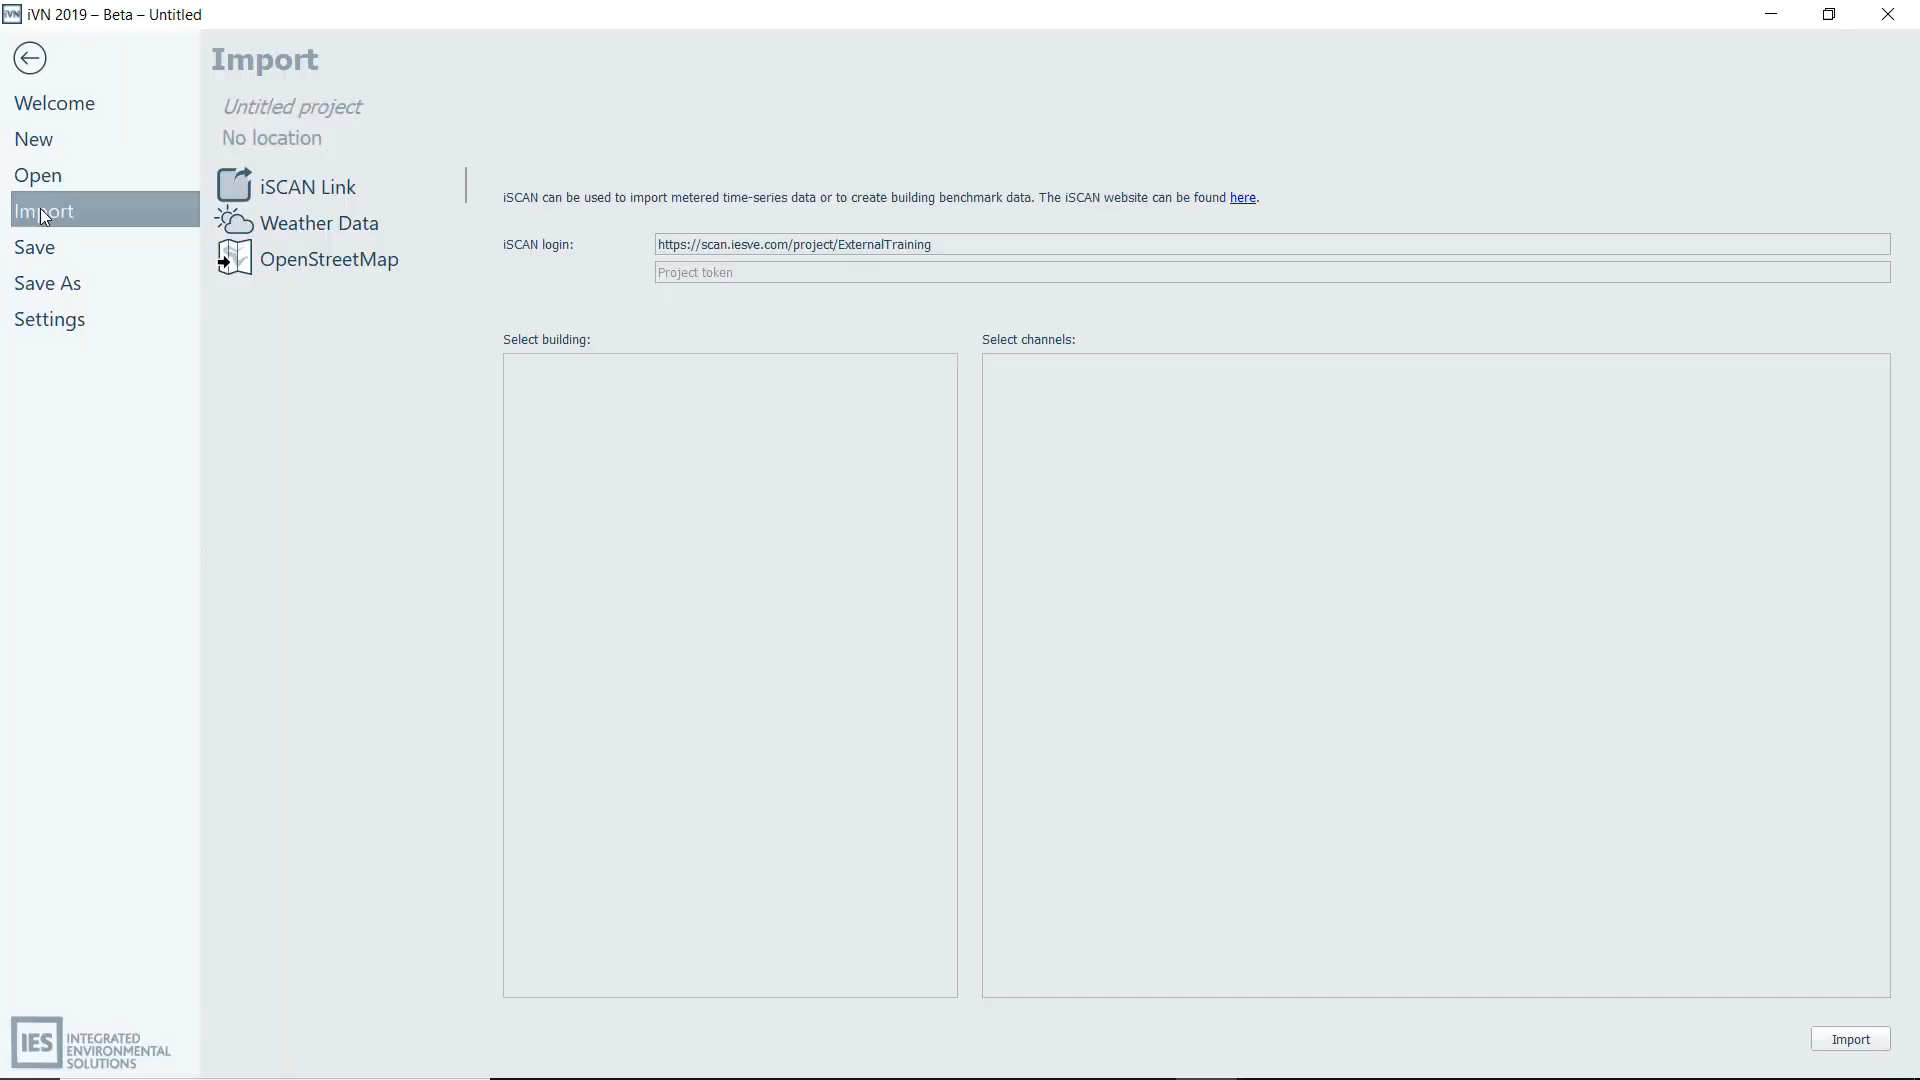 iVN
iVN 2019 – Beta – Untitled
Welcome
New
Open
Import
Save
Save As
Settings
Import
Untitled project
No location
iSCAN Link
Weather Data
OpenStreetMap
iSCAN can be used to import metered time-series data or to create building benchmark data. The iSCAN website can be found here.
iSCAN login:
https://scan.iesve.com/project/ExternalTraining
Project token
Select building:
Select channels:
Import
IES
INTEGRATED
ENVIRONMENTAL
SOLUTIONS